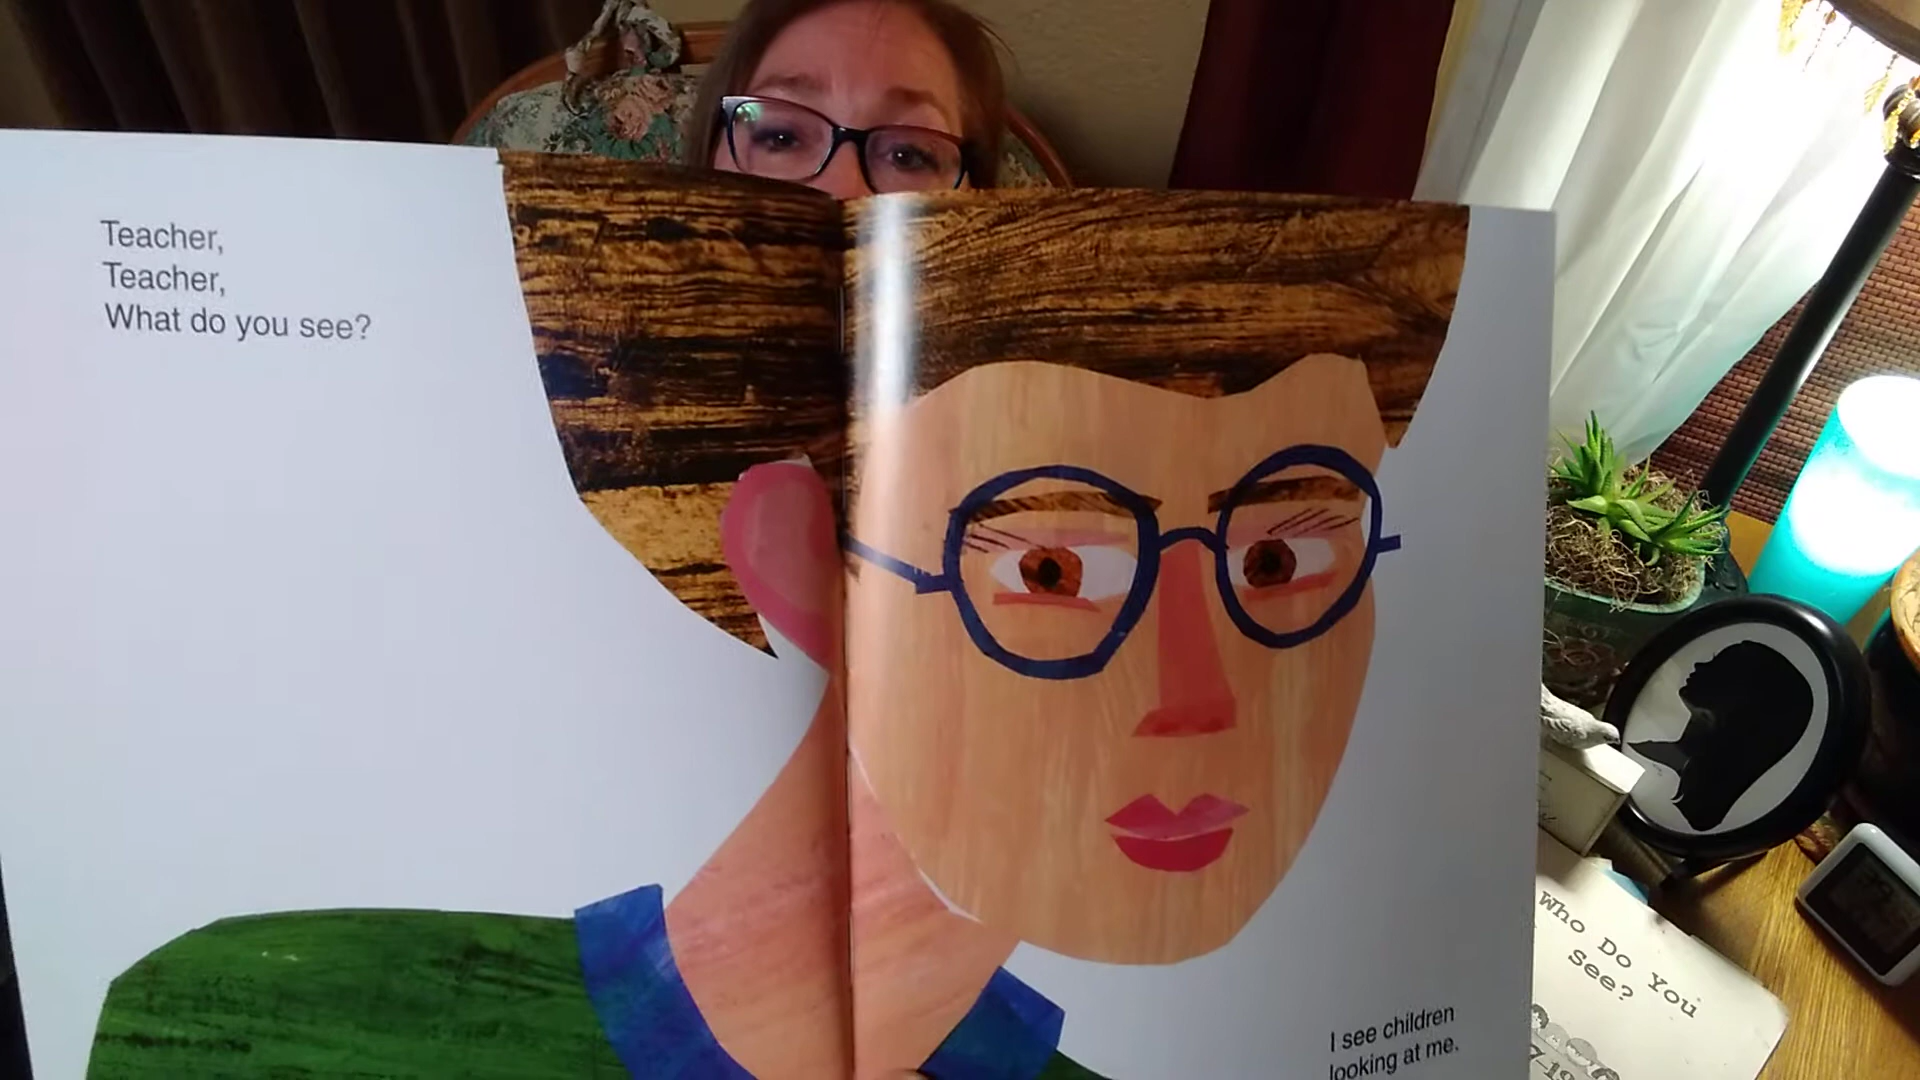 Teacher,
Teacher,
What do you see?
I see children
looking at me.
Who Do You
See?